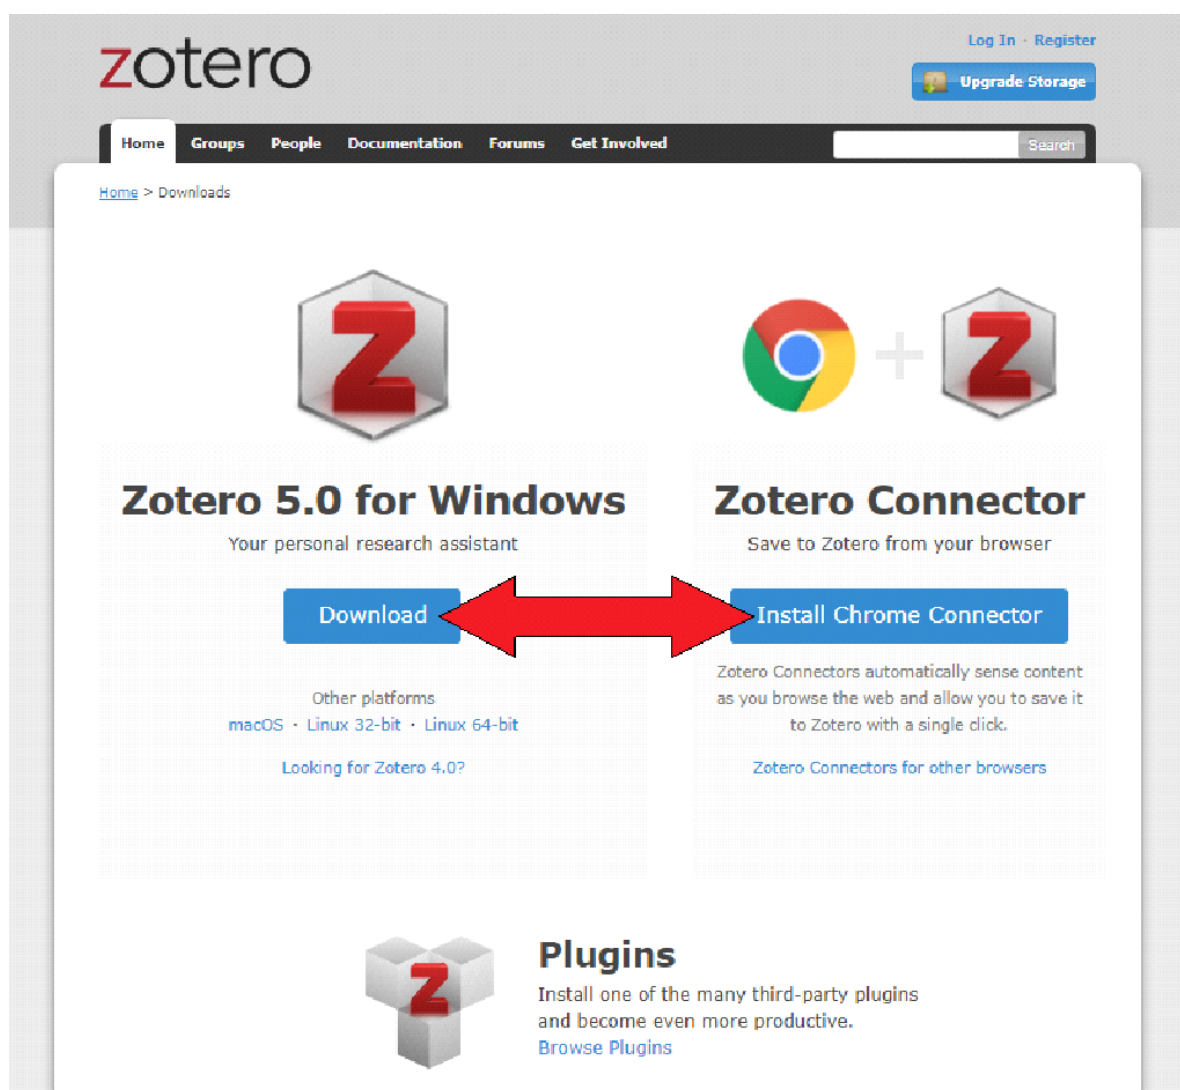 zotero
Log In · Register
Upgrade Storage
Home Groups People Documentation Forums Get Involved
Search
Home > Downloads
Z
Z
Zotero 5.0 for Windows
Your personal research assistant
Download
Other platforms
macOS · Linux 32-bit · Linux 64-bit
Looking for Zotero 4.0?
Zotero Connector
Save to Zotero from your browser
Install Chrome Connector
Zotero Connectors automatically sense content
as you browse the web and allow you to save it
to Zotero with a single click.
Zotero Connectors for other browsers
Z
Plugins
Install one of the many third-party plugins
and become even more productive.
Browse Plugins